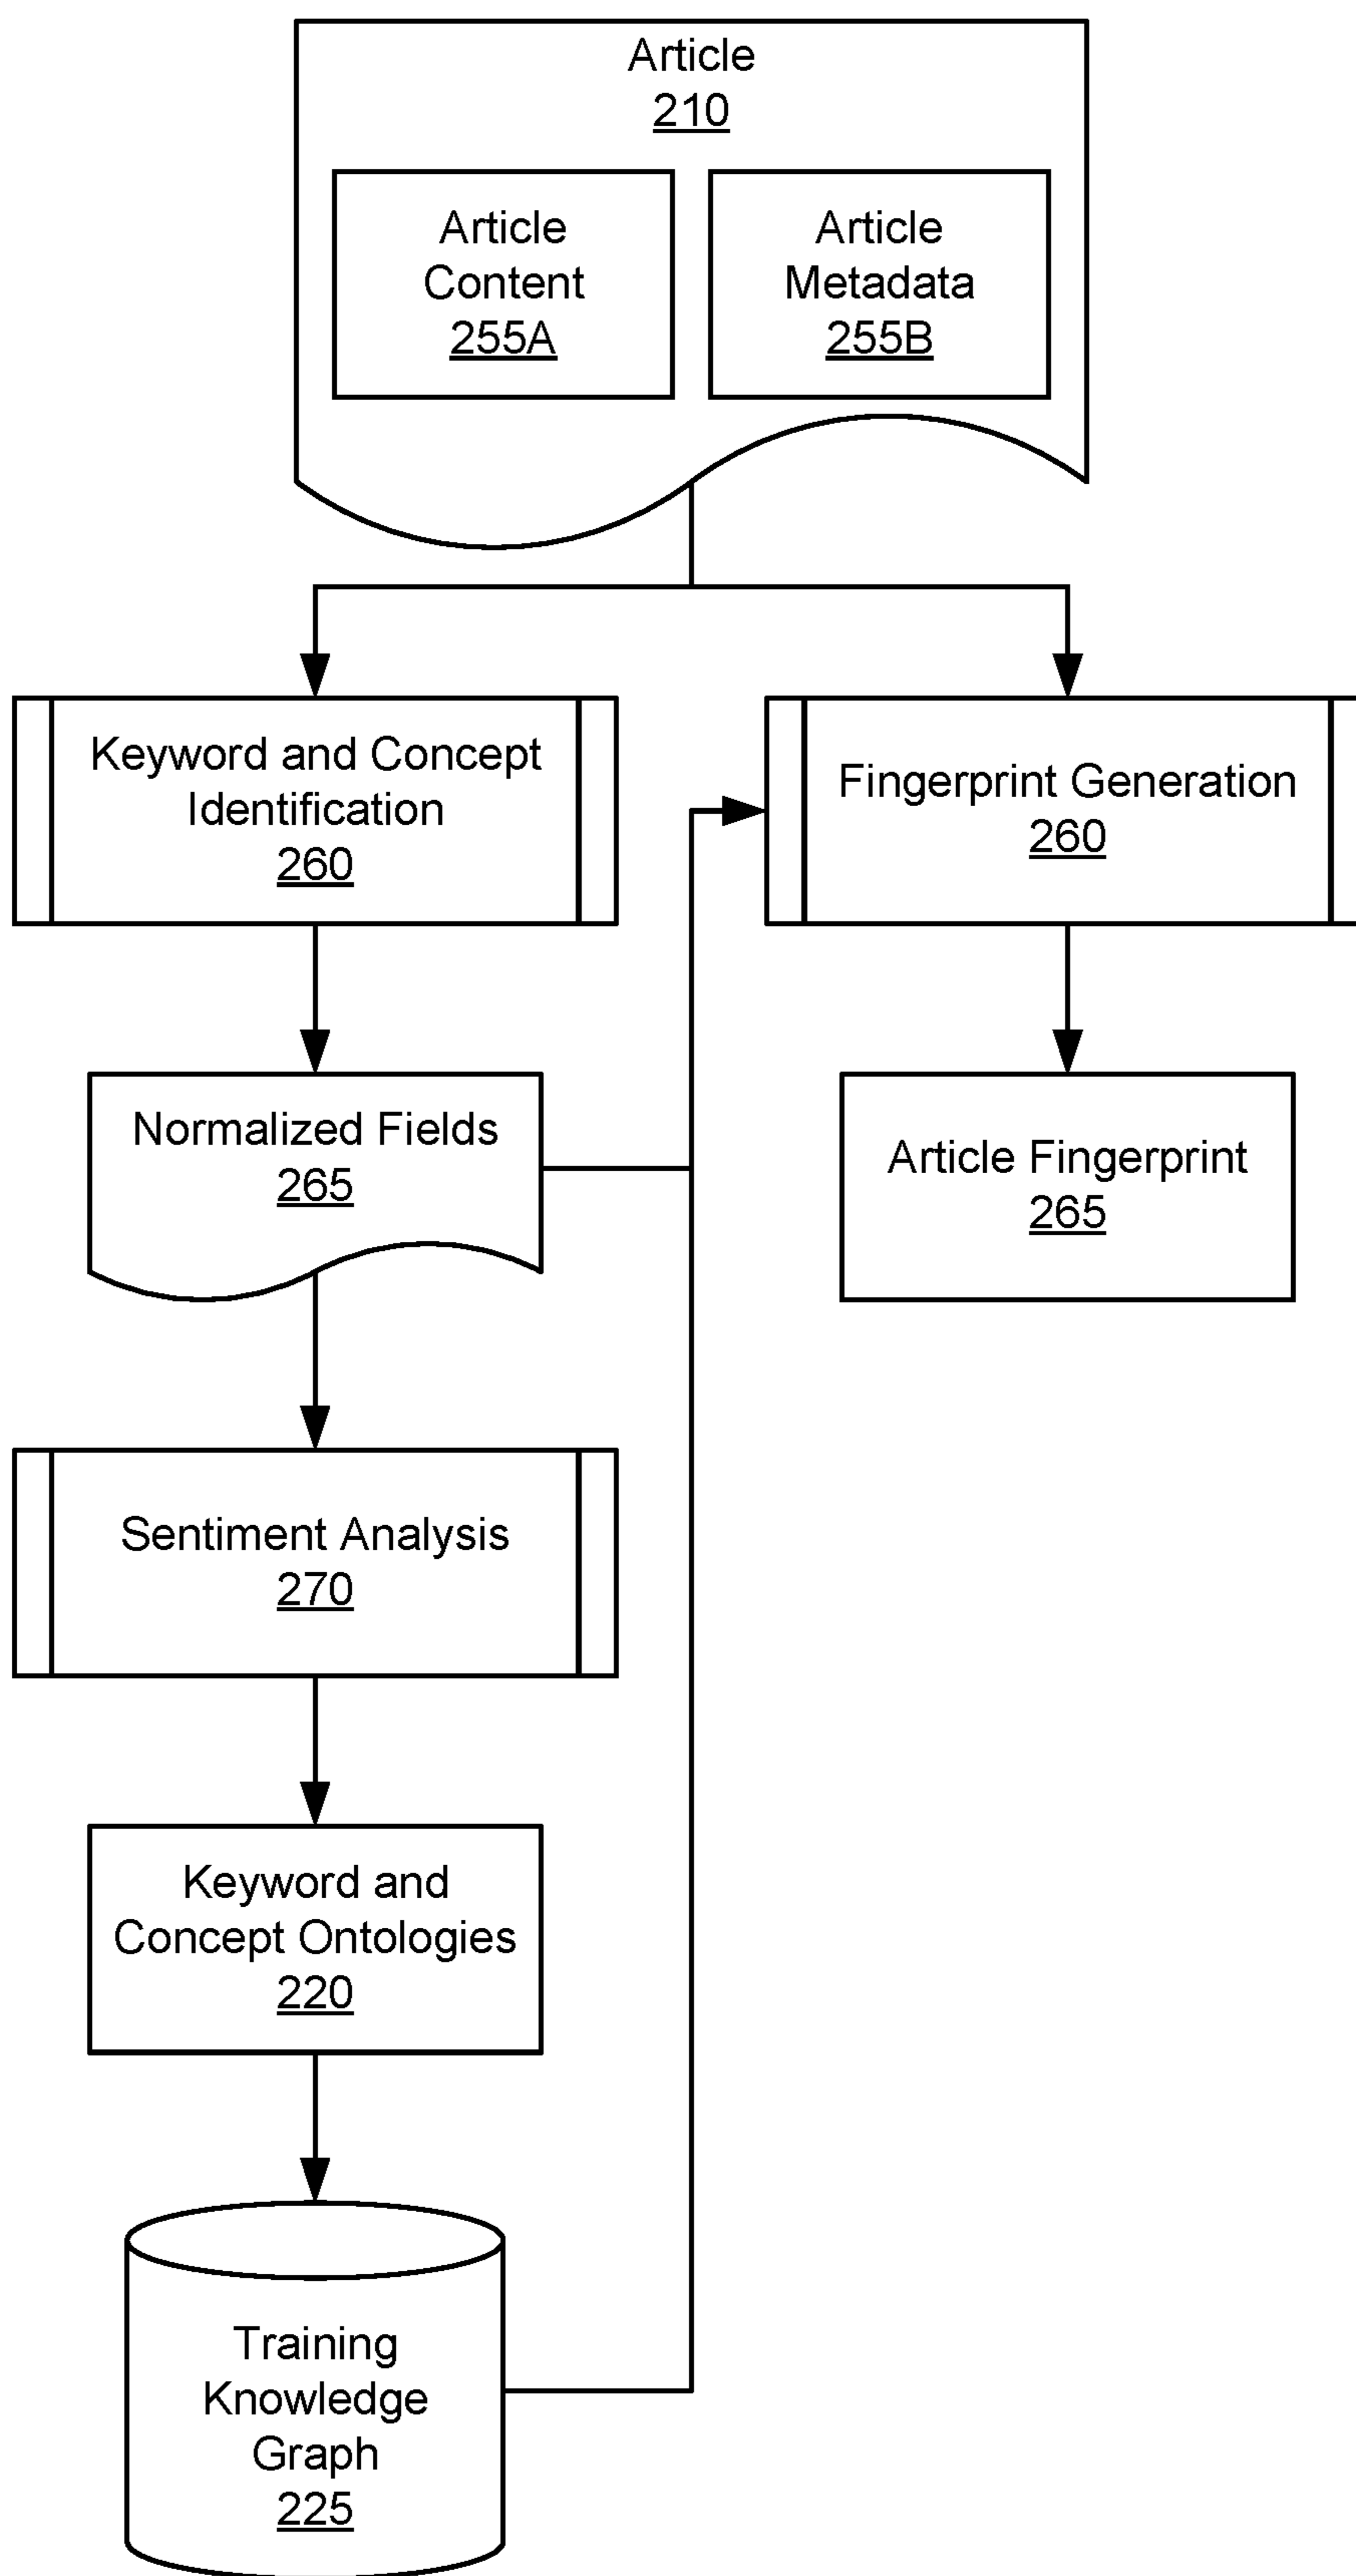 Article
210
Article
Content
255A
Article
Metadata
255B
Keyword and Concept
Identification
260
Fingerprint Generation
260
Normalized Fields
265
Article Fingerprint
265
Sentiment Analysis
270
Keyword and
Concept Ontologies
220
Training
Knowledge
Graph
225